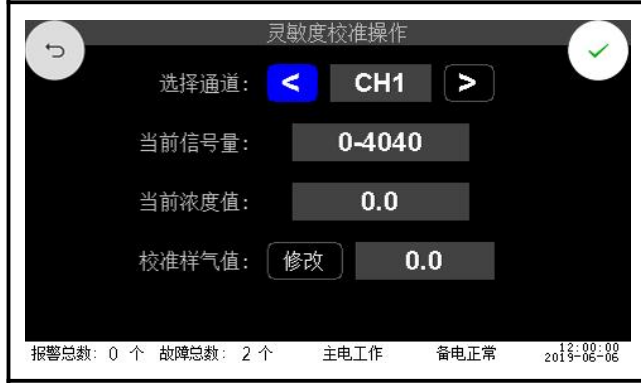 灵敏度校准操作
选择通道: < CH1 >
当前信号量: 0-4040
当前浓度值: 0.0
校准样气值: 修改 0.0
报警总数: 0 个 故障总数: 2 个 主电工作 备电正常 12:00:00
2019-06-06